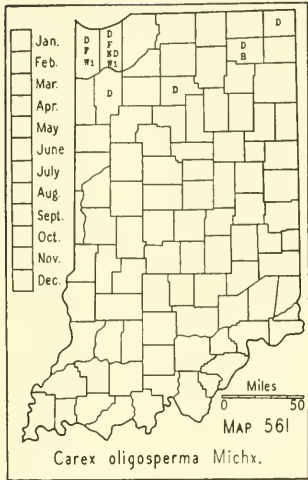 Jan.
Feb.
Mar.
Apr.
May
June
July
Aug.
Sept.
Oct.
Nov.
Dec.
D
F
W1
D
F
ND
W1
D
D
D
B
D
Miles
0 50
MAP 561
Carex oligosperma Michx.